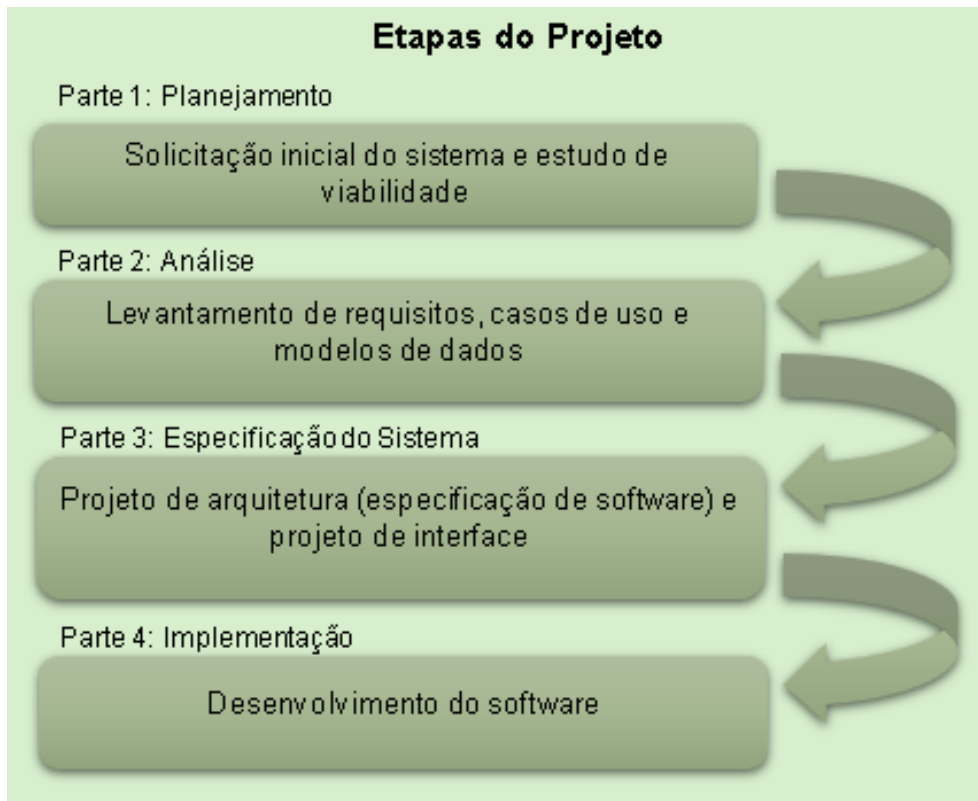 Etapas do Projeto
Parte 1: Planejamento
Solicitação inicial do sistema e estudo de
viabilidade
Parte 2: Análise
Levantamento de requisitos, casos de uso e
modelos de dados
Parte 3: Especificação do Sistema
Projeto de arquitetura (especificação de software) e
projeto de interface
Parte 4: Implementação
Desenvolvimento do software